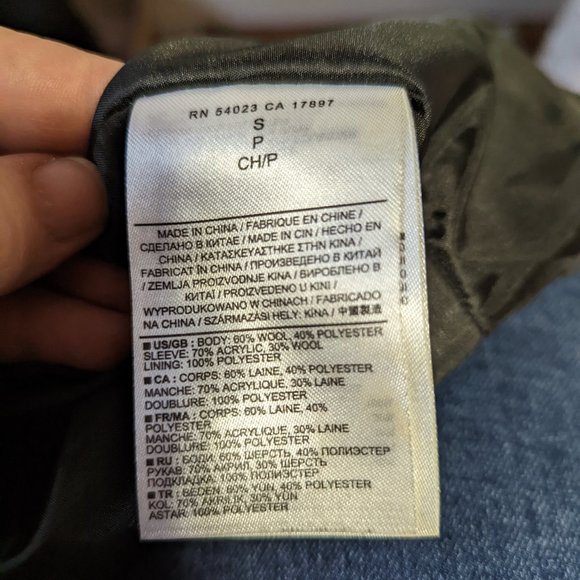 RN 54023 CA 17897
S
P
CH/P
MADE IN CHINA / FABRIQUE EN CHINE /
СДЕЛАНО В КИТАЕ / MADE IN CIN / HECHO EN
CHINA / ΚΑΤΑΣΚΕΥΑΣΤΗΚΕ ΣΤΗΝ ΚΙΝΑ /
FABRICAT ÎN CHINA / ПРОИЗВЕДЕНО В КИТАЙ
/ ZEMLJA PROIZVODNJE KINA / ВИРОБЛЕНО В
КИТАЇ / PROIZVEDENO U KINI /
WYPRODUKOWANO W CHINACH / FABRICADO
NA CHINA / SZÁRMAZÁSI HELY: KÍNA / 中國製造
■ US/GB : BODY: 60% WOOL, 40% POLYESTER
SLEEVE: 70% ACRYLIC, 30% WOOL
LINING: 100% POLYESTER
■ CA : CORPS: 60% LAINE, 40% POLYESTER
MANCHE: 70% ACRYLIQUE, 30% LAINE
DOUBLURE: 100% POLYESTER
■ FR/MA : CORPS: 60% LAINE, 40%
POLYESTER
MANCHE: 70% ACRYLIQUE, 30% LAINE
DOUBLURE: 100% POLYESTER
■ RU : БОДИ: 60% ШЕРСТЬ, 40% ПОЛИЭСТЕР
РУКАВ: 70% АКРИЛ, 30% ШЕРСТЬ
ПОДКЛАДКА: 100% ПОЛИЭСТЕР
■ TR : BEDEN: 60% YÜN, 40% POLYESTER
KOL: 70% AKRİLİK, 30% YÜN
ASTAR: 100% POLYESTER